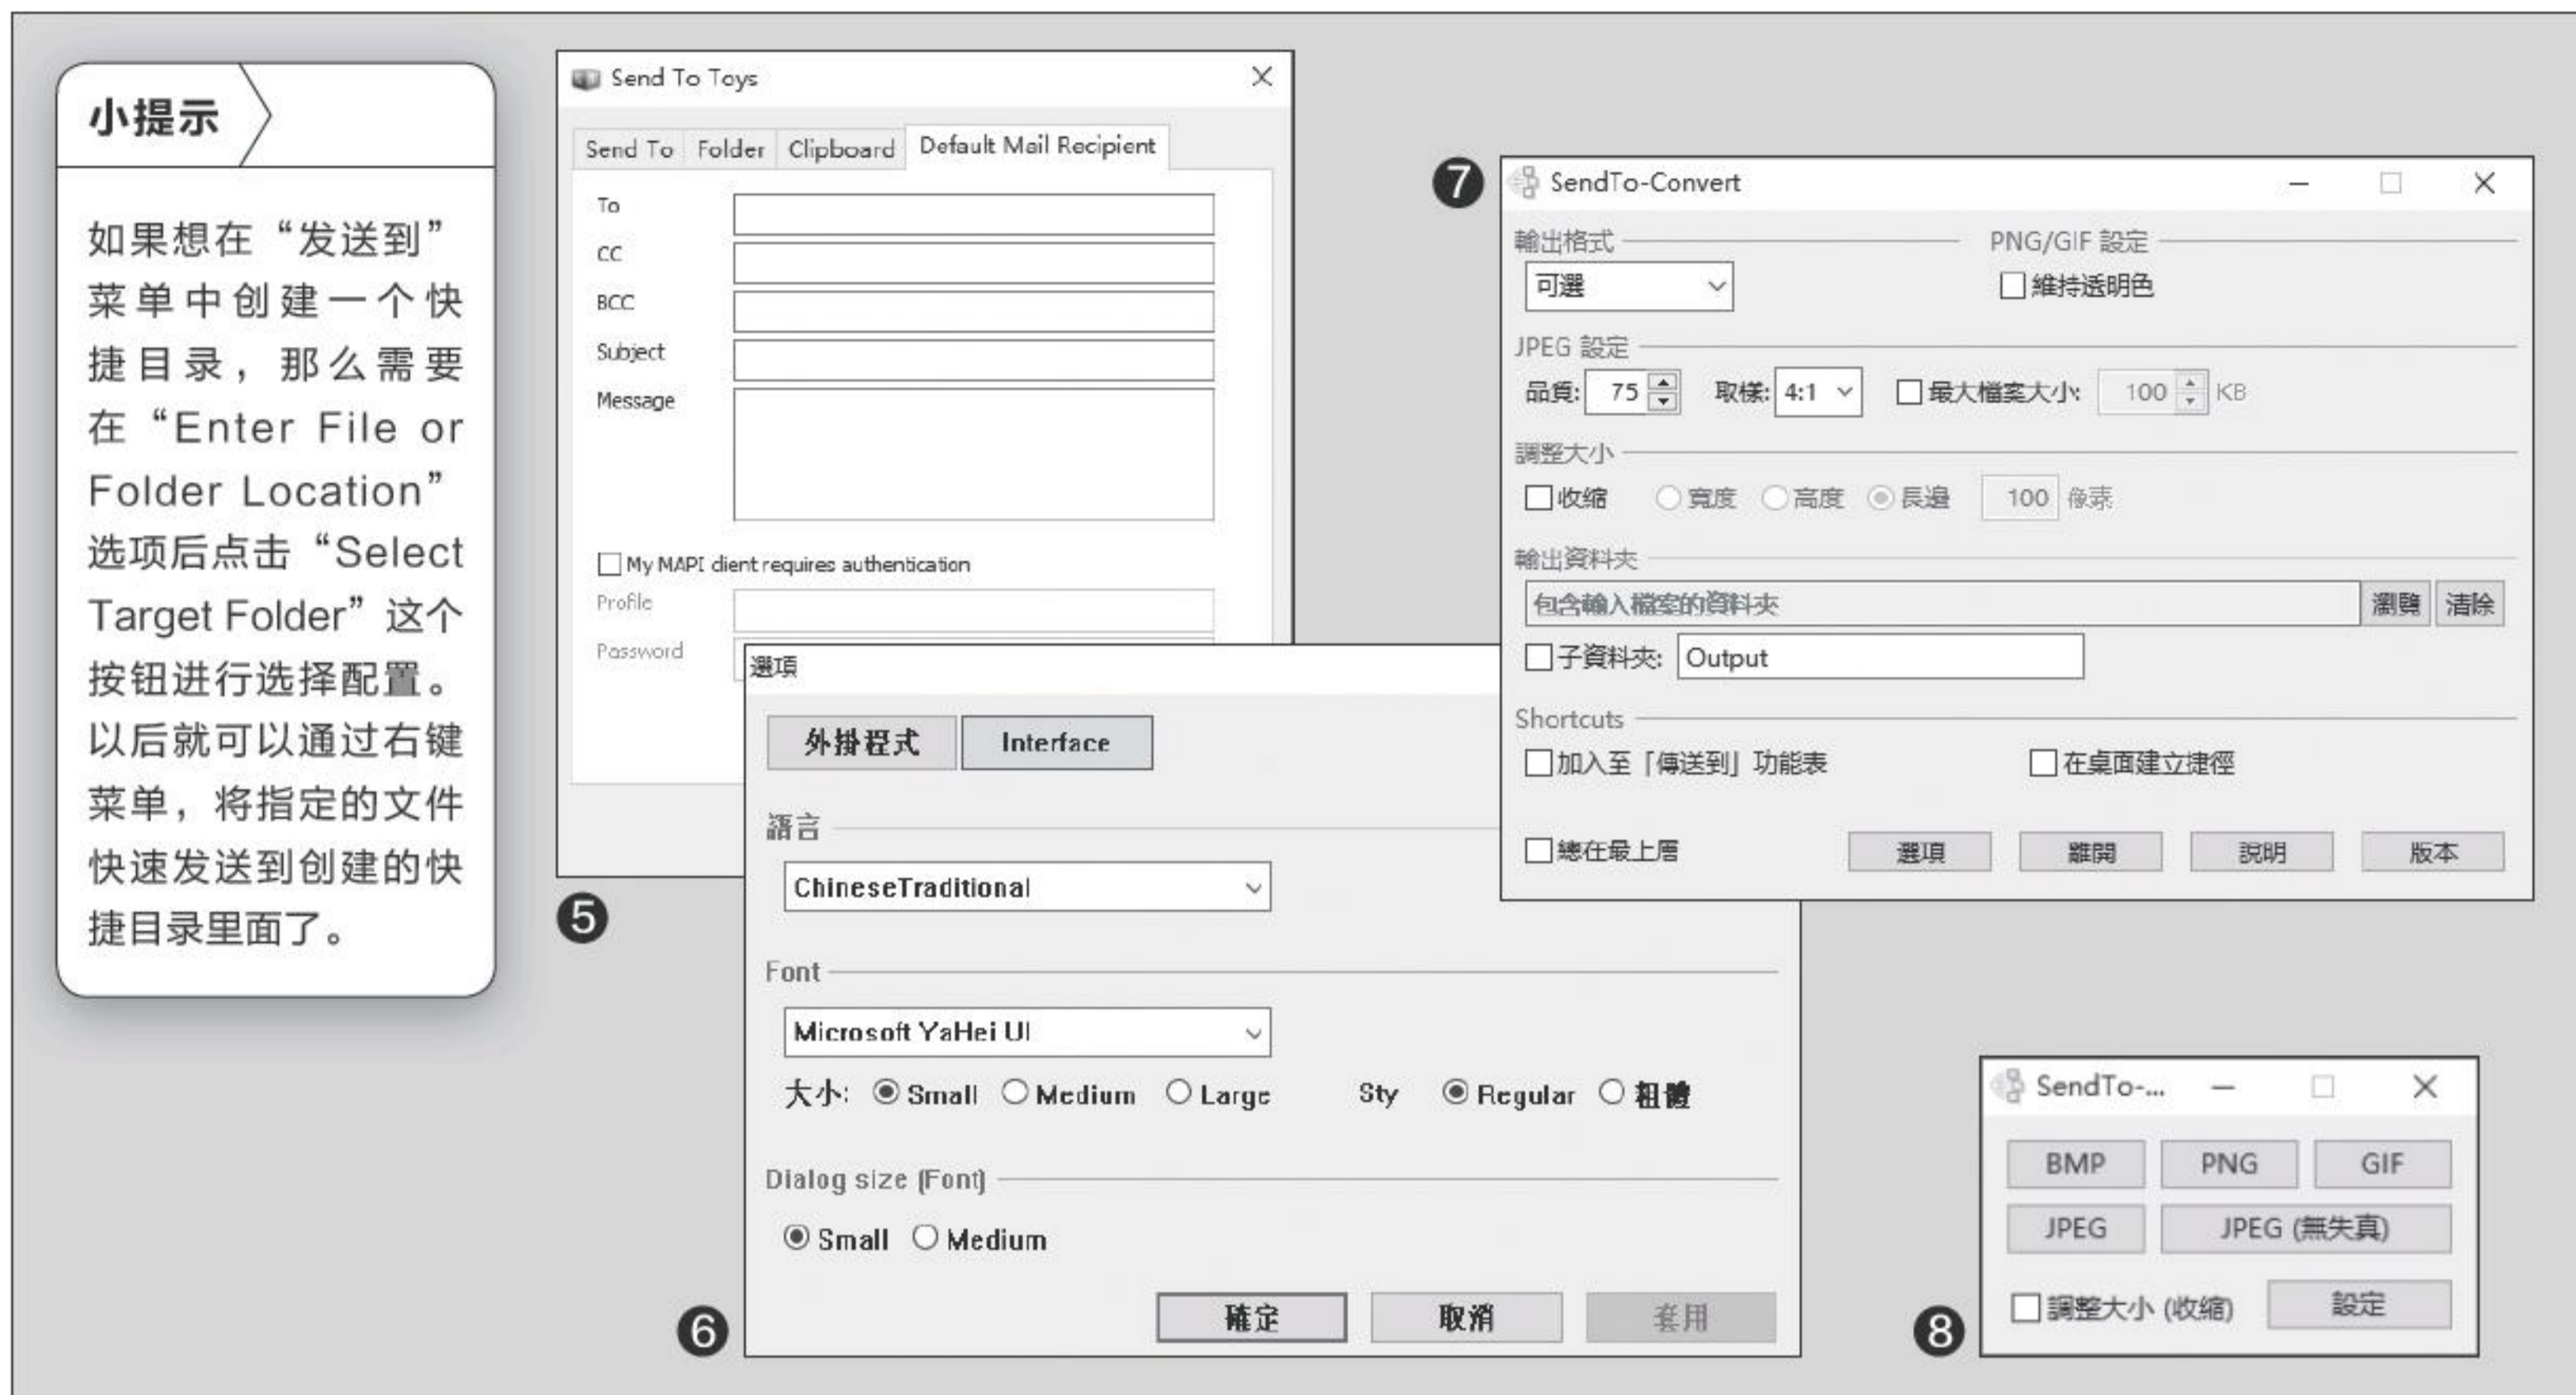 小提示
如果想在“发送到”
菜单中创建一个快
捷目录，那么需要
在“Enter File or
Folder Location”
选项后点击“Select
Target Folder”这个
按钮进行选择配置。
以后就可以通过右键
菜单，将指定的文件
快速发送到创建的快
捷目录里面了。
Send To Toys
Send To Folder Clipboard Default Mail Recipient
To
CC
BCC
Subject
Message
My MAPI client requires authentication
Profile
Password
5
選項
外掛程式 Interface
語言
ChineseTraditional
Font
Microsoft YaHei UI
大小: Small Medium Large Sty Regular 粗體
Dialog size (Font)
Small Medium
確定 取消 套用
6
7
SendTo-Convert
輸出格式 PNG/GIF 設定
可選 維持透明色
JPEG 設定
品質: 75 取樣: 4:1 最大檔案大小: 100 KB
調整大小
收縮 寬度 高度 長邊 100 像素
輸出資料夾
包含輸入檔案的資料夾 瀏覽 清除
子資料夾: Output
Shortcuts
加入至「傳送到」功能表 在桌面建立捷徑
總在最上層 選項 離開 說明 版本
SendTo-...
BMP PNG GIF
JPEG JPEG (無失真)
調整大小 (收縮) 設定
8